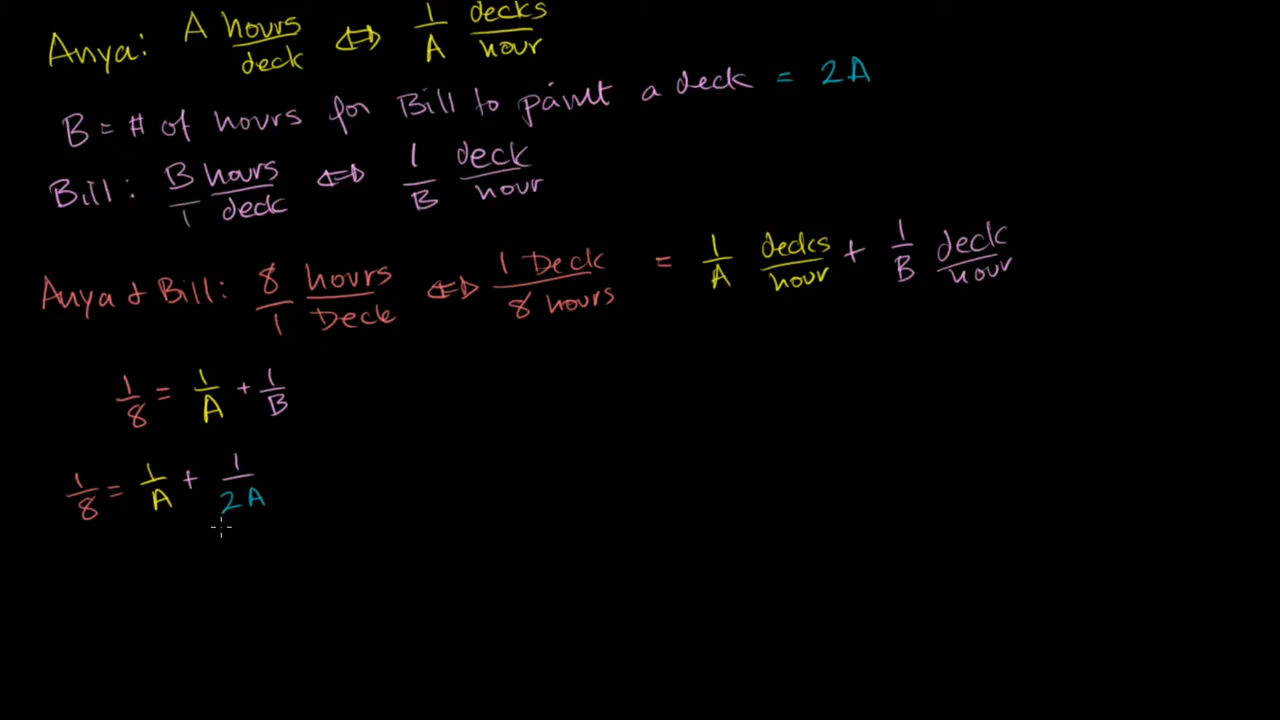 Anya: A hours/deck ⇔ 1/A decks/hour
B = # of hours for Bill to paint a deck = 2A
Bill: B/1 hours/deck ⇔ 1/B deck/hour
Anya + Bill: 8/1 hours/Deck ⇔ 1 Deck/8 hours = 1/A decks/hour + 1/B deck/hour
1/8 = 1/A + 1/B
1/8 = 1/A + 1/2A